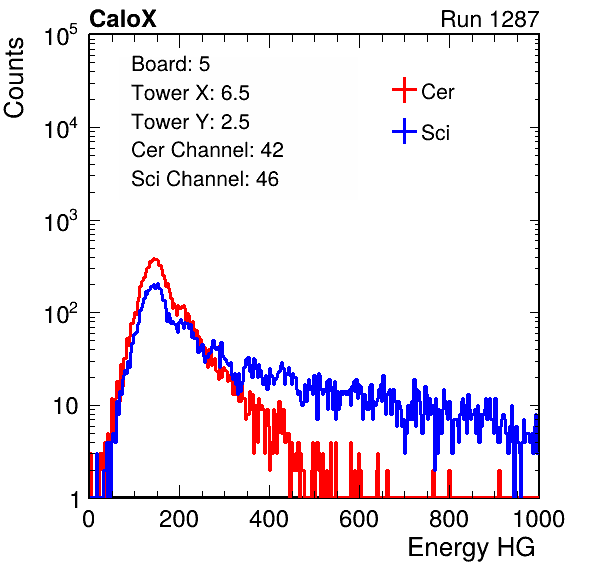 CaloX Run 1287
Counts
10^5
10^4
10^3
10^2
10
1
Board: 5
Tower X: 6.5
Tower Y: 2.5
Cer Channel: 42
Sci Channel: 46
Cer
Sci
0 200 400 600 800 1000
Energy HG